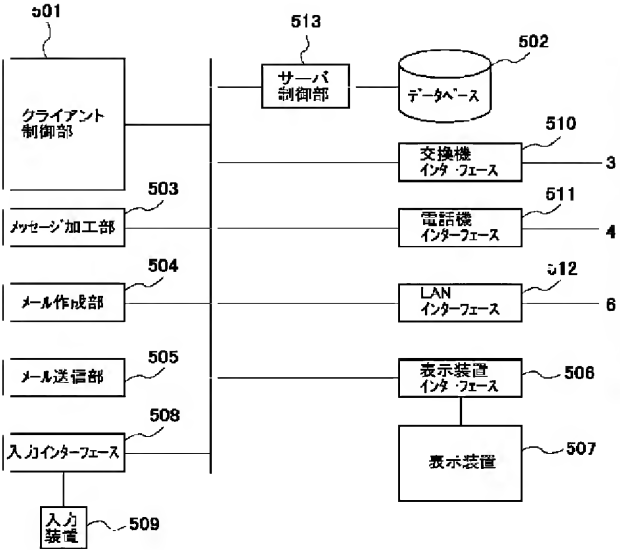 501
クライアント
制御部
513
サーバ
制御部
502
データベース
510
交換機
インターフェース
3
503
メッセージ加工部
511
電話機
インターフェース
4
504
メール作成部
512
LAN
インターフェース
6
505
メール送信部
表示装置
インターフェース
506
508
入力インターフェース
表示装置
507
入力
装置
509